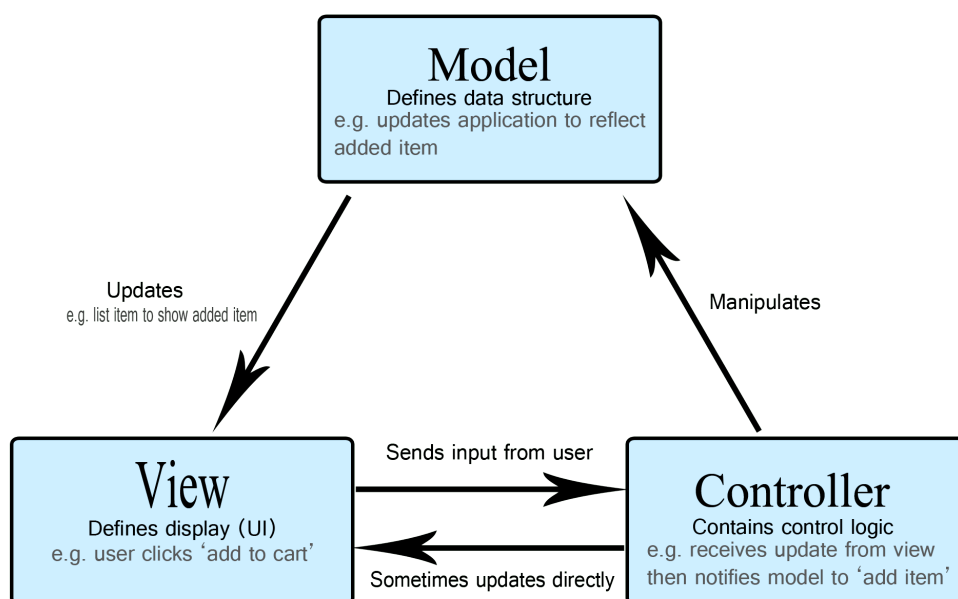 Model
Defines data structure
e.g. updates application to reflect
added item
Updates
e.g. list item to show added item
Manipulates
Sends input from user
View
Defines display (UI)
e.g. user clicks ‘add to cart’
Controller
Contains control logic
e.g. receives update from view
then notifies model to ‘add item’
Sometimes updates directly